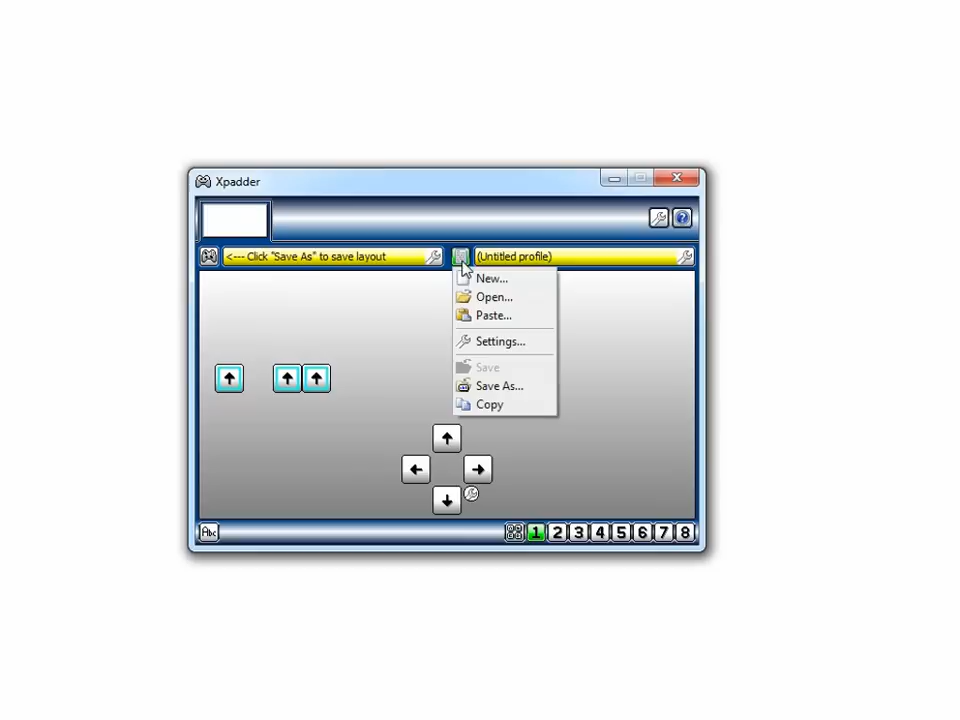 Xpadder
<--- Click "Save As" to save layout
(Untitled profile)
New...
Open...
Paste...
Settings...
Save
Save As...
Copy
Abc
1 2 3 4 5 6 7 8